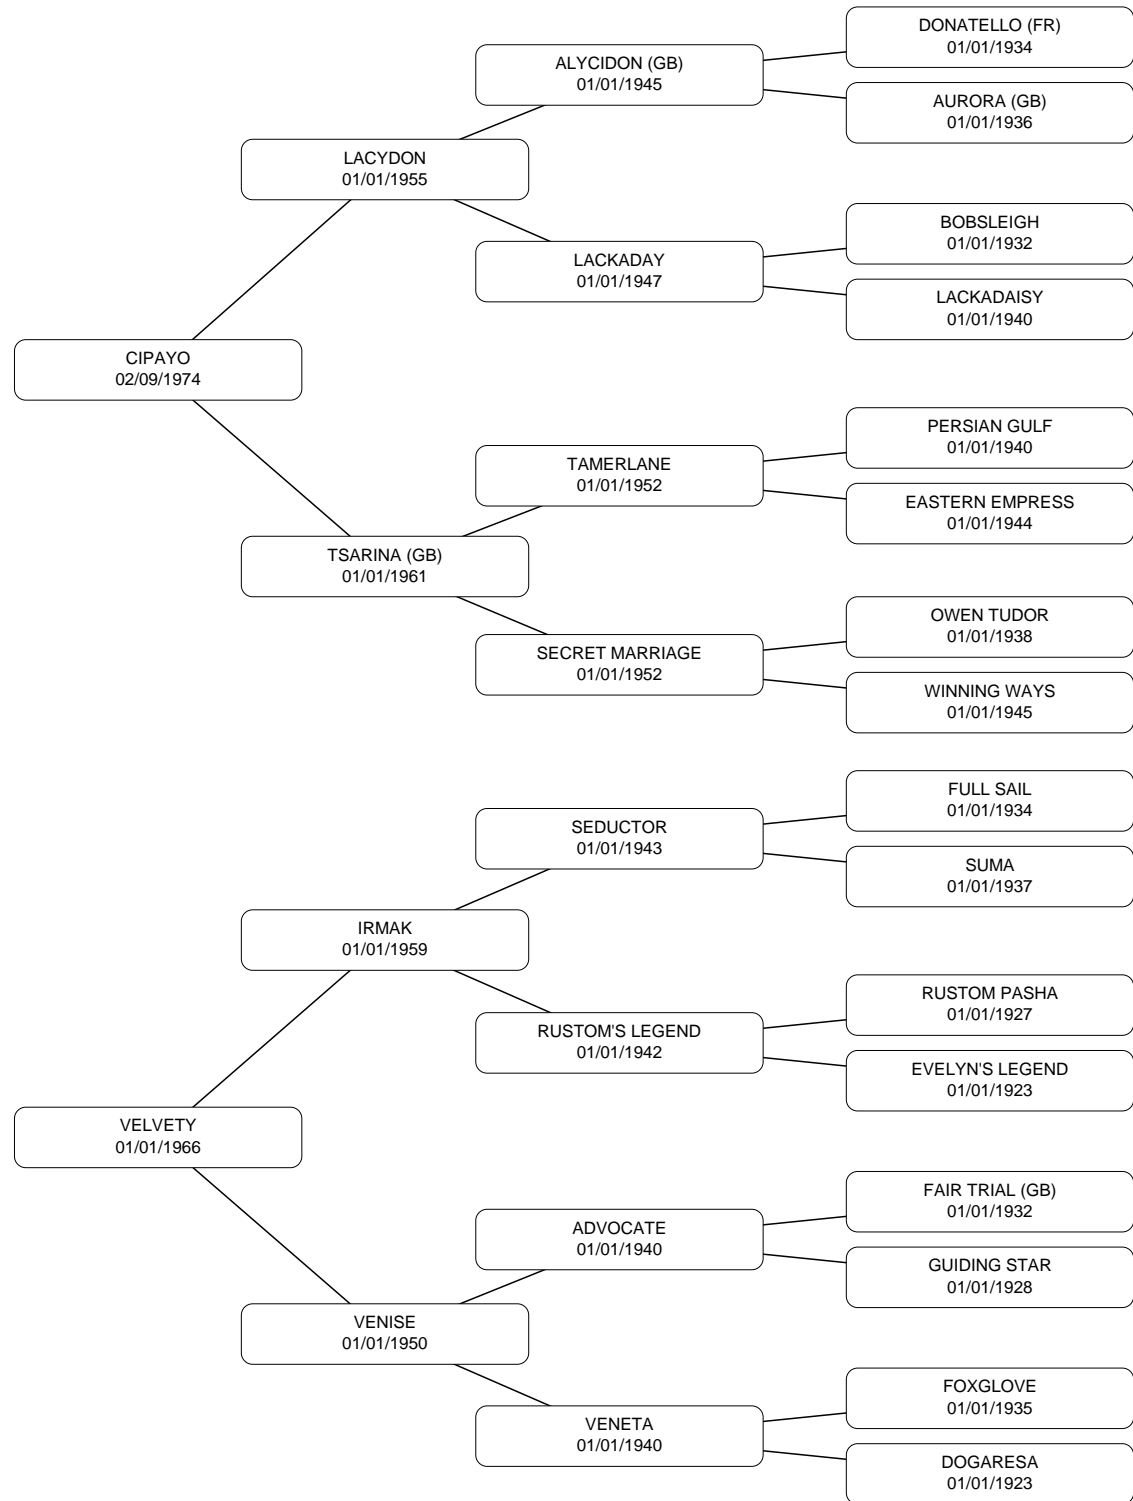 DONATELLO (FR)
01/01/1934
ALYCIDON (GB)
01/01/1945
AURORA (GB)
01/01/1936
LACYDON
01/01/1955
BOBSLEIGH
01/01/1932
LACKADAY
01/01/1947
LACKADAISY
01/01/1940
CIPAYO
02/09/1974
PERSIAN GULF
01/01/1940
TAMERLANE
01/01/1952
EASTERN EMPRESS
01/01/1944
TSARINA (GB)
01/01/1961
OWEN TUDOR
01/01/1938
SECRET MARRIAGE
01/01/1952
WINNING WAYS
01/01/1945
FULL SAIL
01/01/1934
SEDUCTOR
01/01/1943
SUMA
01/01/1937
IRMAK
01/01/1959
RUSTOM PASHA
01/01/1927
RUSTOM'S LEGEND
01/01/1942
EVELYN'S LEGEND
01/01/1923
VELVETY
01/01/1966
FAIR TRIAL (GB)
01/01/1932
ADVOCATE
01/01/1940
GUIDING STAR
01/01/1928
VENISE
01/01/1950
FOXGLOVE
01/01/1935
VENETA
01/01/1940
DOGARESA
01/01/1923